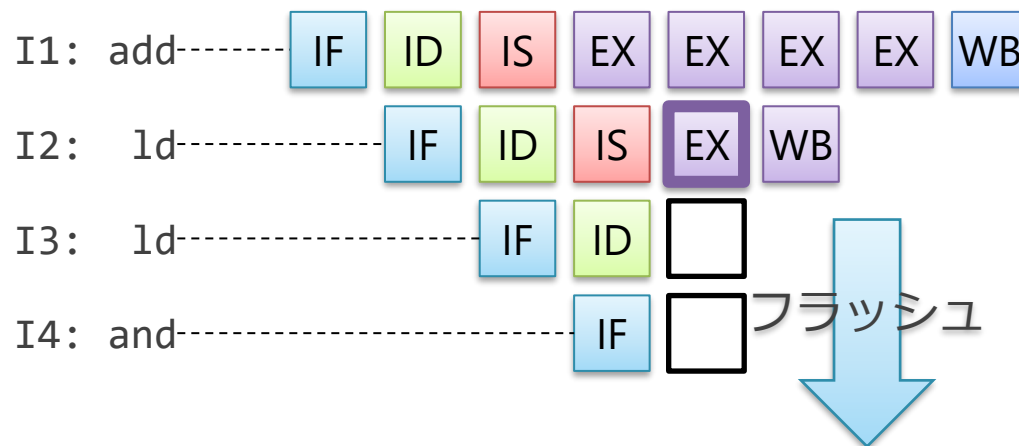 I1: add IF ID IS EX EX EX EX WB
I2: ld IF ID IS EX WB
I3: ld IF ID
I4: and IF
フラッシュ